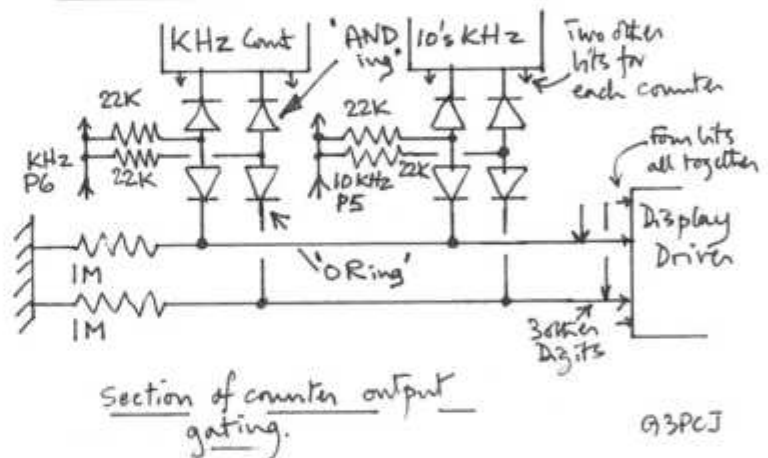 KHz Count
'AND ing'
10's KHz
Two other
bits for
each counter
22K
22K
KHz
P6
22K
22K
10KHz
P5
Four bits
all together
Display
Driver
'ORing'
1M
1M
3 other
Digits
Section of counter output
gating.
G3PCJ